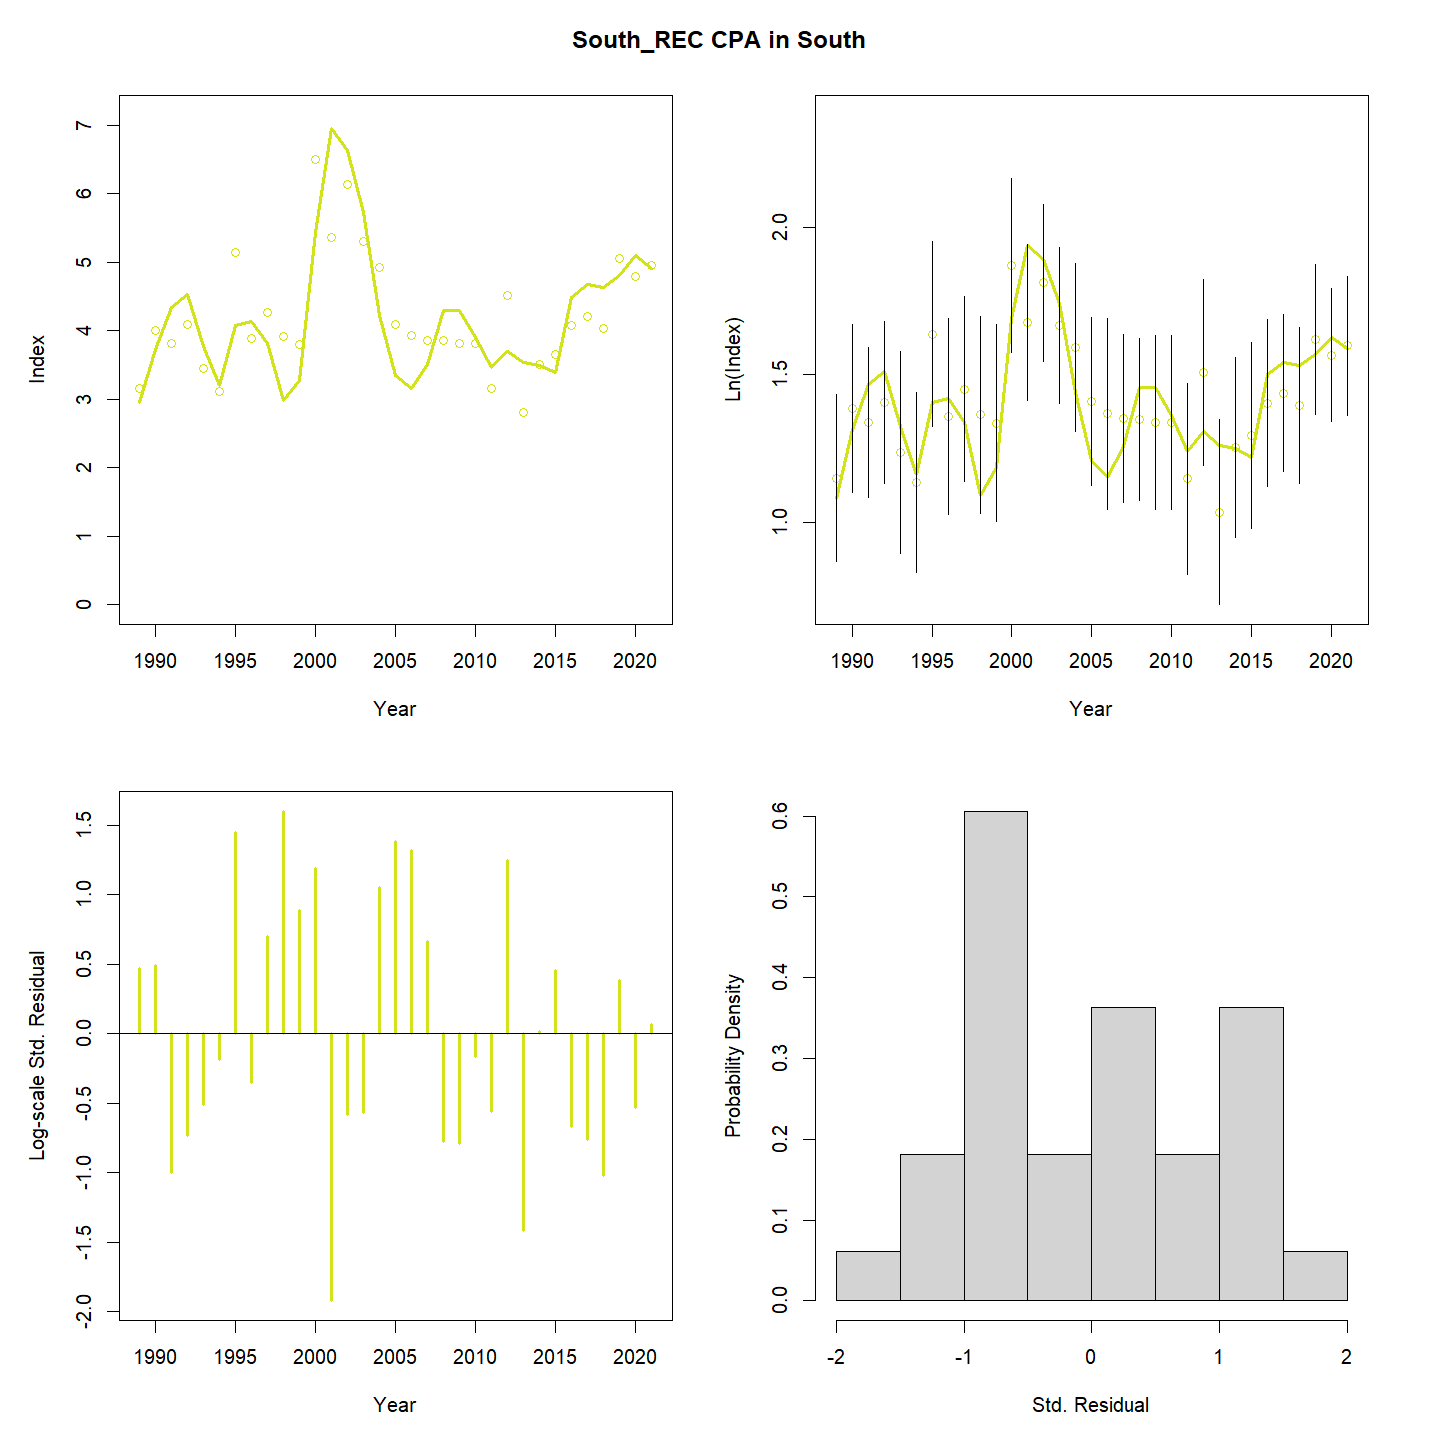 South_REC CPA in South
Index
7
6
5
4
3
2
1
0
1990 1995 2000 2005 2010 2015 2020
Year
Ln(Index)
2.0
1.5
1.0
1990 1995 2000 2005 2010 2015 2020
Year
Log-scale Std. Residual
1.5
1.0
0.5
0.0
-0.5
-1.0
-1.5
-2.0
1990 1995 2000 2005 2010 2015 2020
Year
Probability Density
0.6
0.5
0.4
0.3
0.2
0.1
0.0
-2 -1 0 1 2
Std. Residual